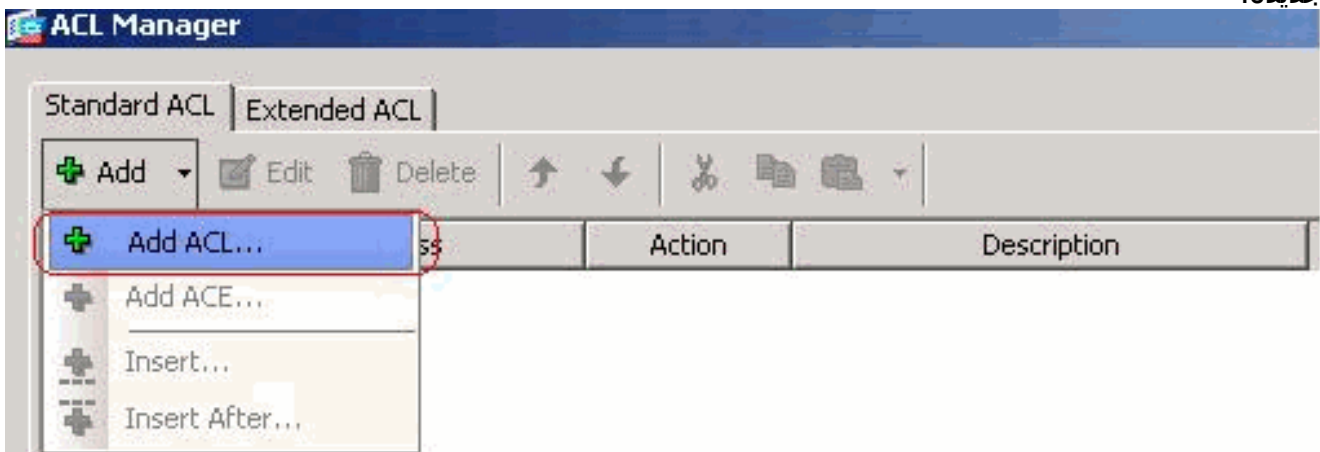 ACL Manager
Standard ACL
Extended ACL
Add
Edit
Delete
Add ACL...
Action
Description
Add ACE...
Insert...
Insert After...